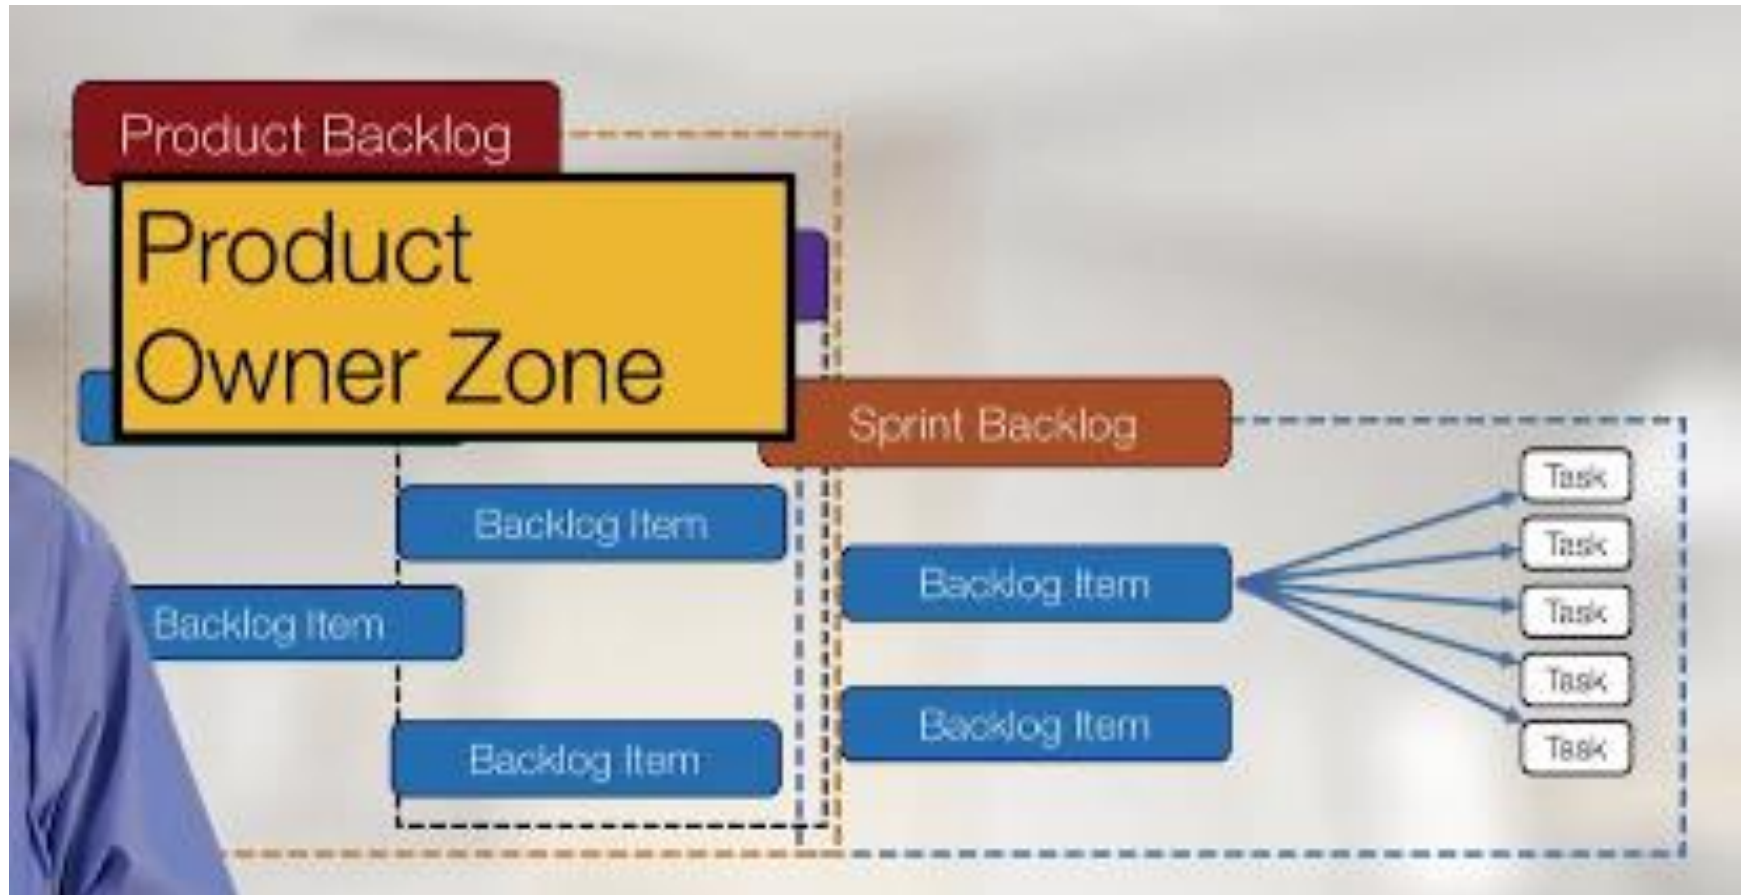 Product Backlog
Product
Owner Zone
Sprint Backlog
Task
Backlog Item
Task
Backlog Item
Task
Backlog Item
Task
Backlog Item
Backlog Item
Task